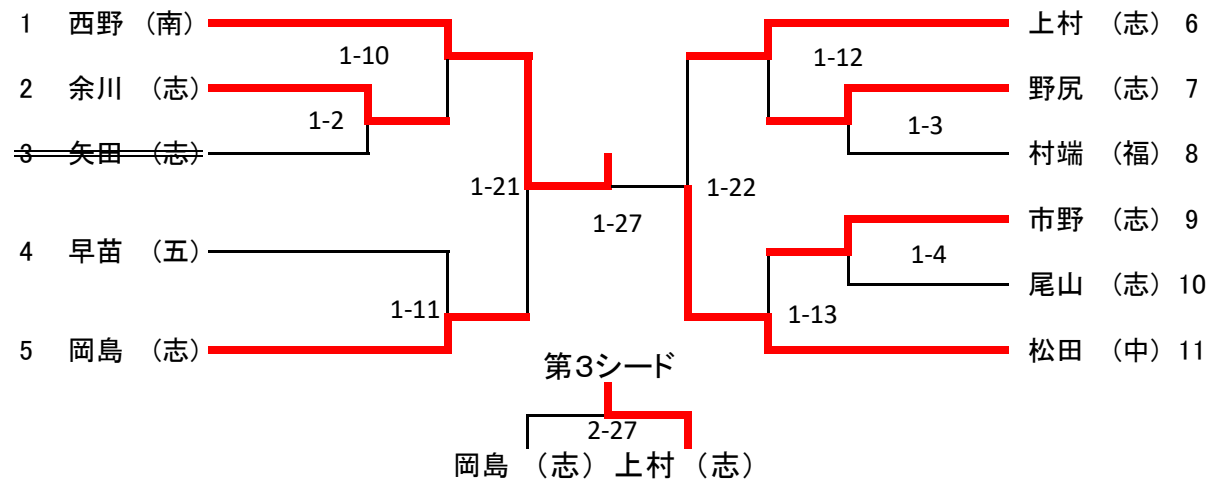 1 西野 （南）
1-10
2 余川 （志）
1-2
3 矢田 （志）
1-21
4 早苗 （五）
1-11
5 岡島 （志）
1-27
上村 （志） 6
1-12
野尻 （志） 7
1-3
村端 （福） 8
1-22
市野 （志） 9
1-4
尾山 （志） 10
1-13
松田 （中） 11
第3シード
2-27
岡島 （志） 上村 （志）